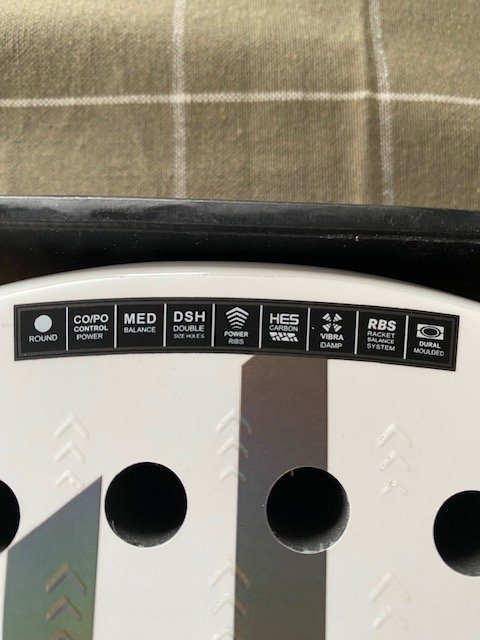 ROUND
CO/PO
CONTROL
POWER
MED
BALANCE
DSH
DOUBLE
SIZE HOLES
POWER
RIBS
HES
CARBON
VIBRA
DAMP
RBS
RACKET
BALANCE
SYSTEM
DURAL
MOULDED